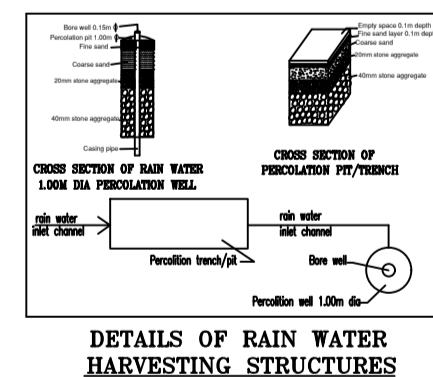 Bore well 0.15m ϕ
Percolation pit 1.00m ϕ
Fine sand
Coarse sand
20mm stone aggregate
40mm stone aggregate
Casing pipe
CROSS SECTION OF RAIN WATER
1.00M DIA PERCOLATION WELL
Empty space 0.1m depth
Fine sand layer 0.1m dept
Coarse sand
20mm stone aggregate
40mm stone aggregate
CROSS SECTION OF
PERCOLATION PIT/TRENCH
rain water
inlet channel
Percolition trench/pit
rain water
inlet channel
Bore well
Percolition well 1.00m dia
DETAILS OF RAIN WATER
HARVESTING STRUCTURES